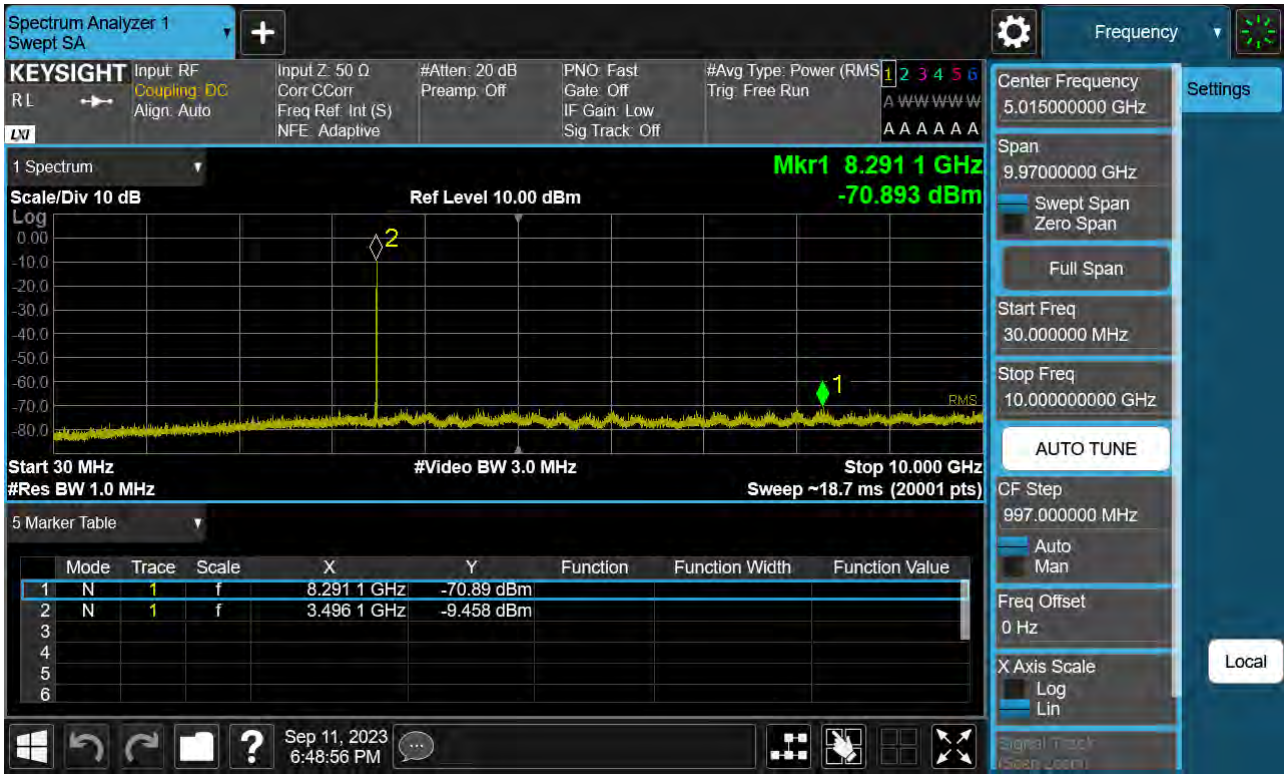 Spectrum Analyzer 1
Swept SA
Frequency
KEYSIGHT
RL
LXI
Input: RF
Coupling: DC
Align: Auto
Input Z: 50 Ω
Corr CCorr
Freq Ref: Int (S)
NFE: Adaptive
#Atten: 20 dB
Preamp: Off
PNO: Fast
Gate: Off
IF Gain: Low
Sig Track: Off
#Avg Type: Power (RMS
Trig: Free Run
1 2 3 4 5 6
A W W W W W
A A A A A A
1 Spectrum
Mkr1 8.291 1 GHz
-70.893 dBm
Scale/Div 10 dB
Ref Level 10.00 dBm
Log
0.00
-10.0
-20.0
-30.0
-40.0
-50.0
-60.0
-70.0
-80.0
2
1
RMS
Start 30 MHz
#Video BW 3.0 MHz
Stop 10.000 GHz
#Res BW 1.0 MHz
Sweep ~18.7 ms (20001 pts)
5 Marker Table
Mode Trace Scale X Y Function Function Width Function Value
1 N 1 f 8.291 1 GHz -70.89 dBm
2 N 1 f 3.496 1 GHz -9.458 dBm
3
4
5
6
Sep 11, 2023
6:48:56 PM
Center Frequency
5.015000000 GHz
Span
9.97000000 GHz
Swept Span
Zero Span
Full Span
Start Freq
30.000000 MHz
Stop Freq
10.000000000 GHz
AUTO TUNE
CF Step
997.000000 MHz
Auto
Man
Freq Offset
0 Hz
X Axis Scale
Log
Lin
Signal Track
(Span Zoom)
Settings
Local